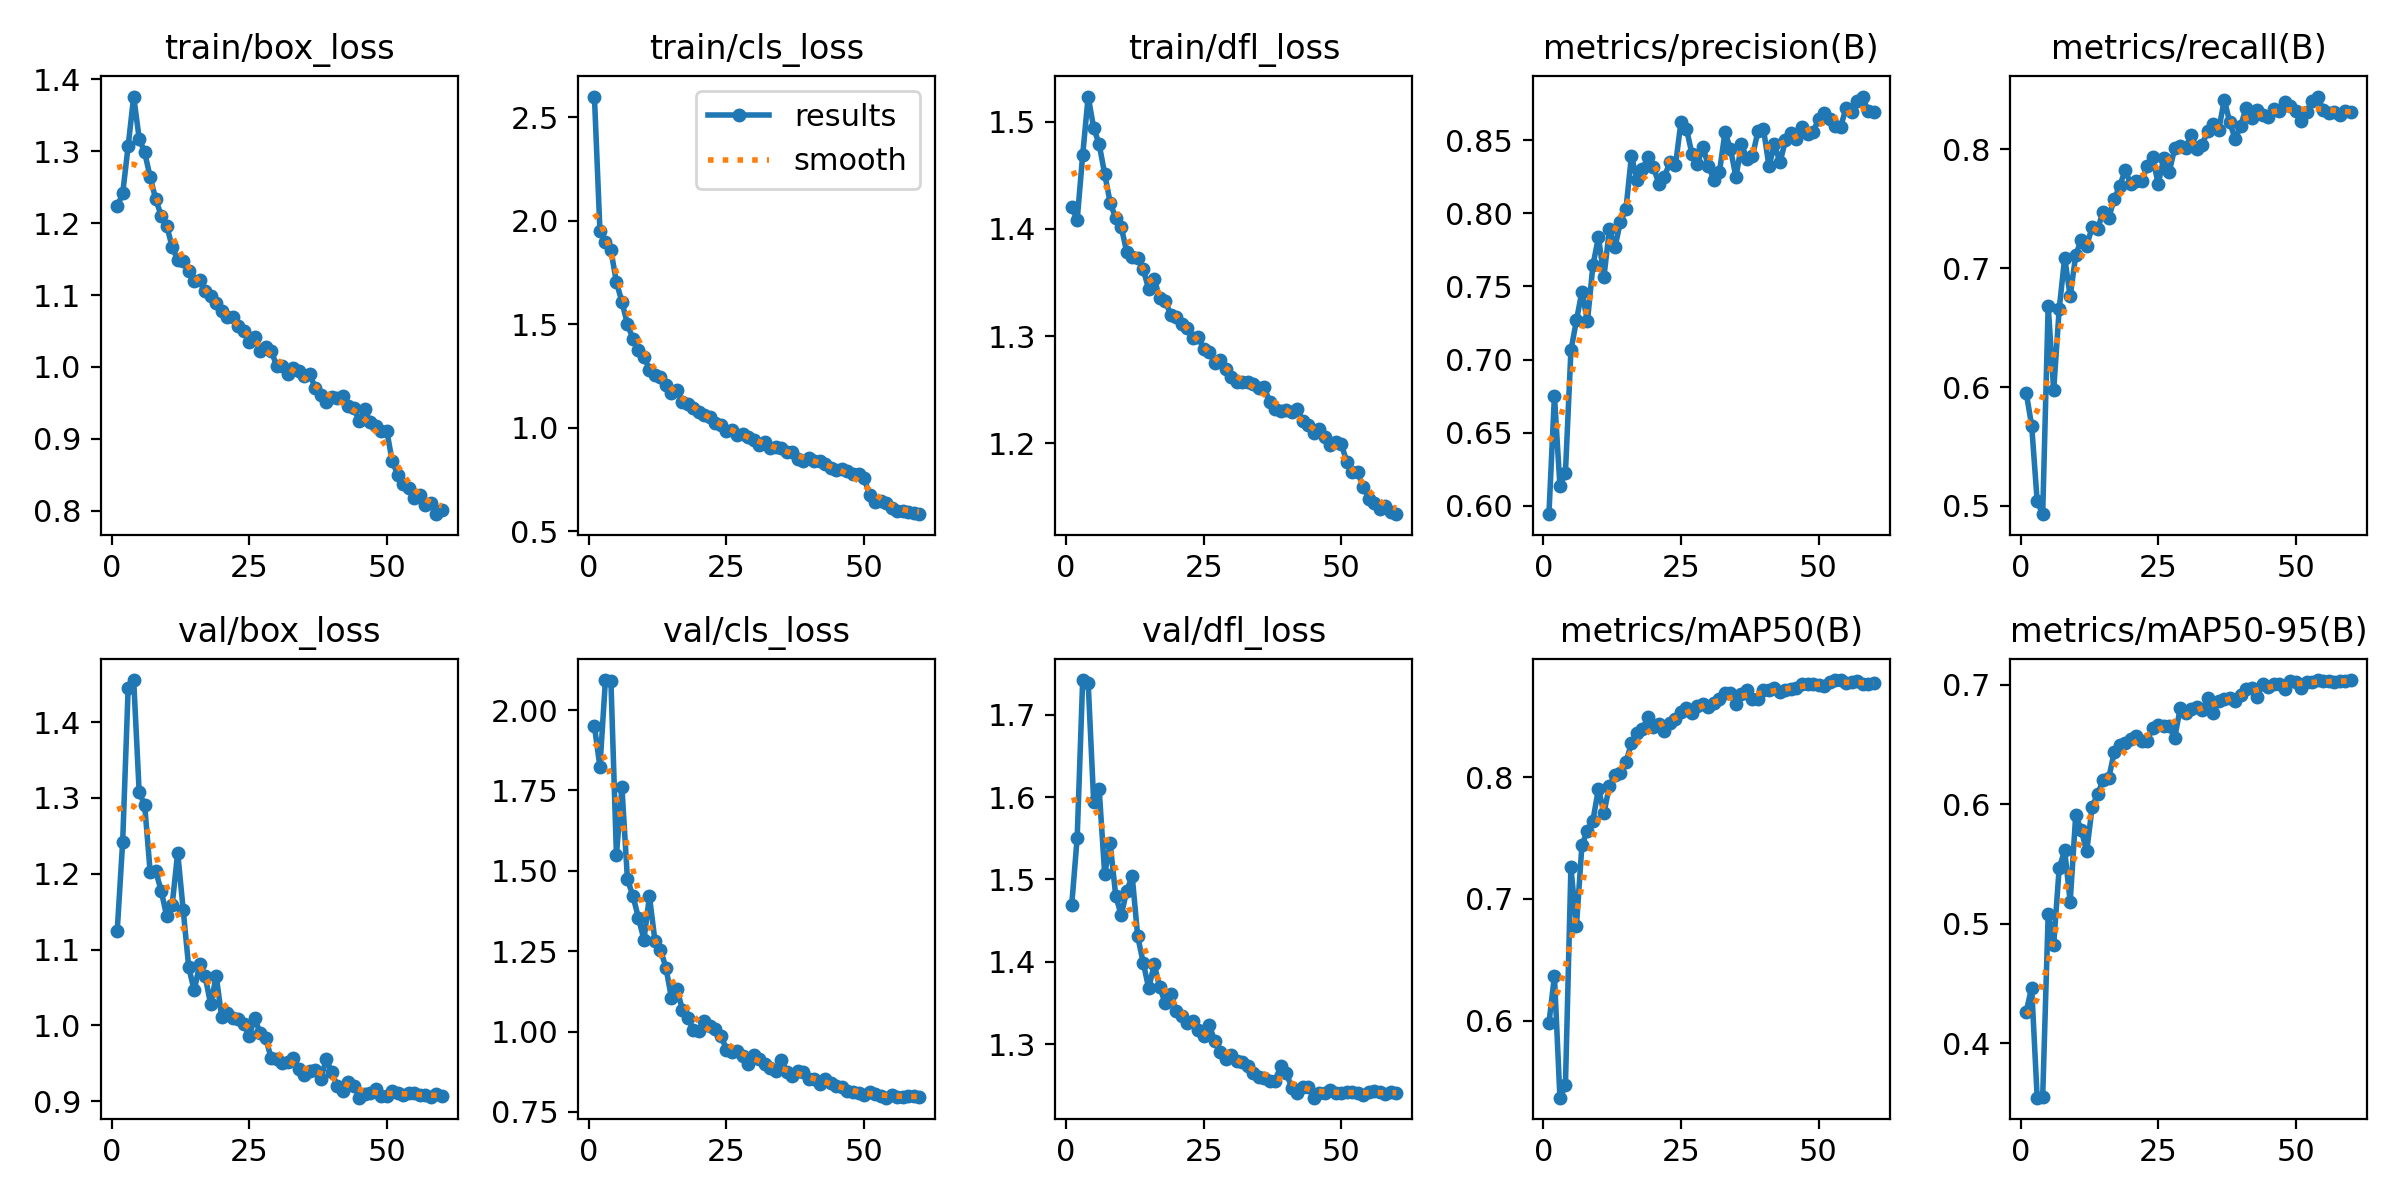 train/box_loss
1.4
1.3
1.2
1.1
1.0
0.9
0.8
0 25 50
train/cls_loss
results
smooth
2.5
2.0
1.5
1.0
0.5
0 25 50
train/dfl_loss
1.5
1.4
1.3
1.2
0 25 50
metrics/precision(B)
0.85
0.80
0.75
0.70
0.65
0.60
0 25 50
metrics/recall(B)
0.8
0.7
0.6
0.5
0 25 50
val/box_loss
1.4
1.3
1.2
1.1
1.0
0.9
0 25 50
val/cls_loss
2.00
1.75
1.50
1.25
1.00
0.75
0 25 50
val/dfl_loss
1.7
1.6
1.5
1.4
1.3
0 25 50
metrics/mAP50(B)
0.8
0.7
0.6
0 25 50
metrics/mAP50-95(B)
0.7
0.6
0.5
0.4
0 25 50